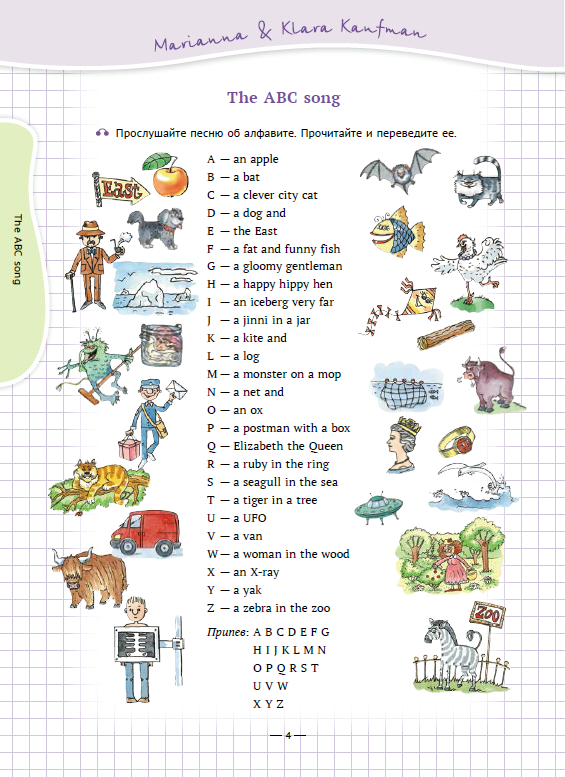 Marianna & Klara Kaufman
The ABC song
Прослушайте песню об алфавите. Прочитайте и переведите ее.
A — an apple
B — a bat
C — a clever city cat
D — a dog and
E — the East
F — a fat and funny fish
G — a gloomy gentleman
H — a happy hippy hen
I — an iceberg very far
J — a jinni in a jar
K — a kite and
L — a log
M — a monster on a mop
N — a net and
O — an ox
P — a postman with a box
Q — Elizabeth the Queen
R — a ruby in the ring
S — a seagull in the sea
T — a tiger in a tree
U — a UFO
V — a van
W — a woman in the wood
X — an X-ray
Y — a yak
Z — a zebra in the zoo
Припев: A B C D E F G
H I J K L M N
O P Q R S T
U V W
X Y Z
East
ZOO
The ABC song
— 4 —